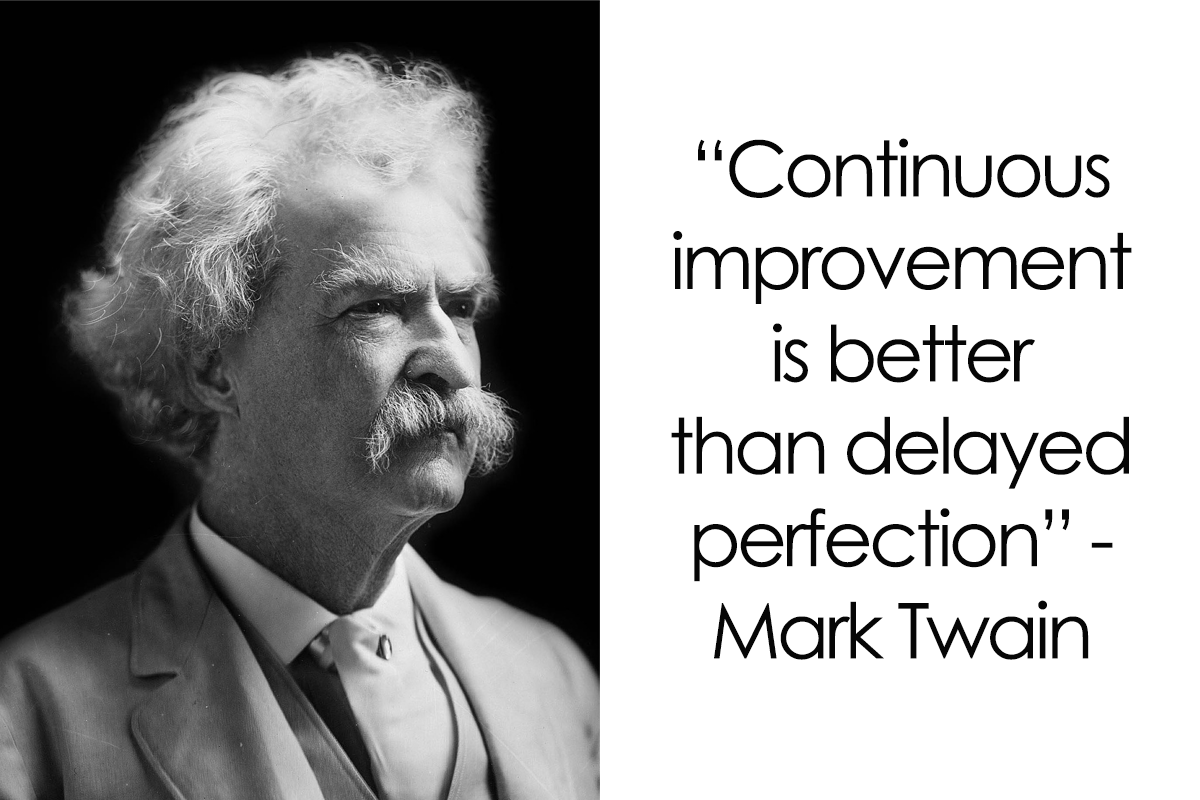 “Continuous
improvement
is better
than delayed
perfection” -
Mark Twain